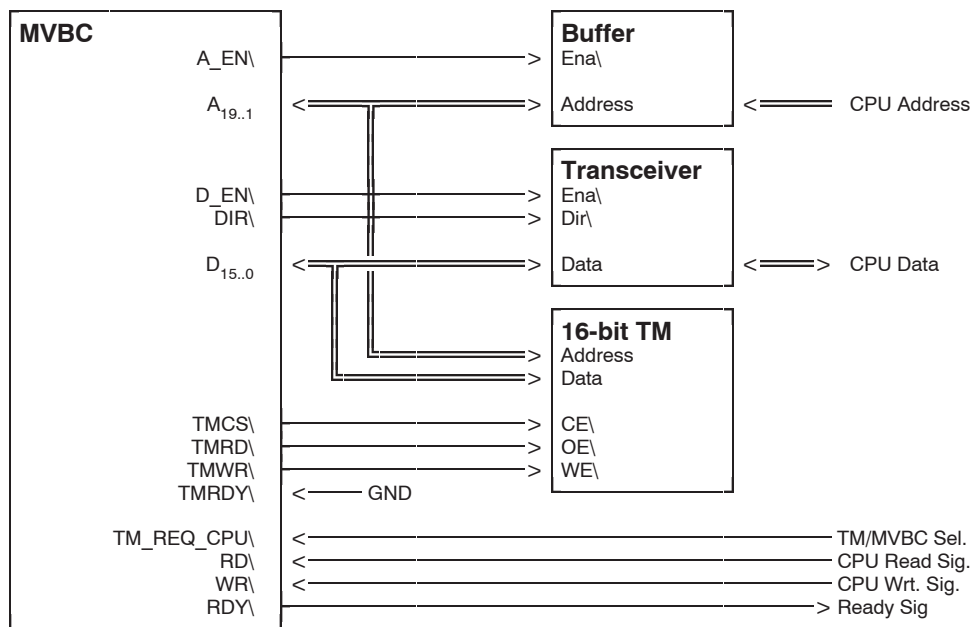 MVBC
Buffer
A_EN\
Ena\
A19..1
Address
CPU Address
Transceiver
D_EN\
Ena\
DIR\
Dir\
D15..0
Data
CPU Data
16-bit TM
Address
Data
TMCS\
CE\
TMRD\
OE\
TMWR\
WE\
TMRDY\
GND
TM_REQ_CPU\
TM/MVBC Sel.
RD\
CPU Read Sig.
WR\
CPU Wrt. Sig.
RDY\
Ready Sig